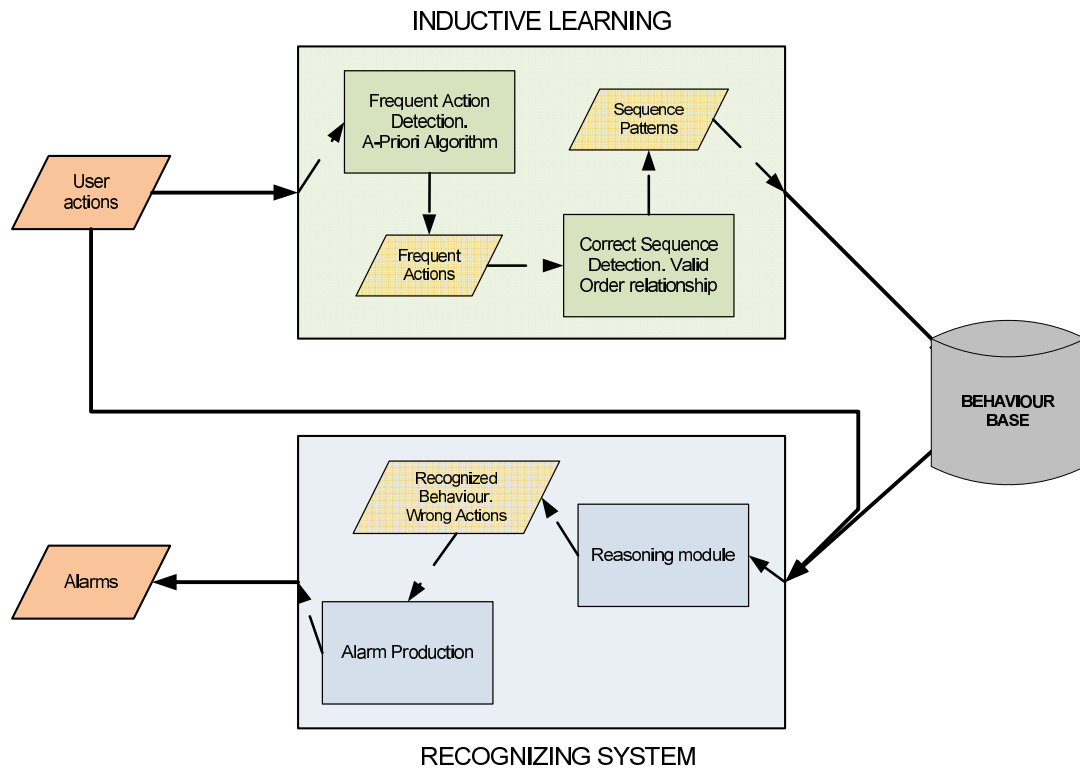 INDUCTIVE LEARNING
Frequent Action
Detection.
A-Priori Algorithm
Sequence
Patterns
User
actions
Frequent
Actions
Correct Sequence
Detection. Valid
Order relationship
BEHAVIOUR
BASE
Recognized
Behaviour.
Wrong Actions
Reasoning module
Alarms
Alarm Production
RECOGNIZING SYSTEM